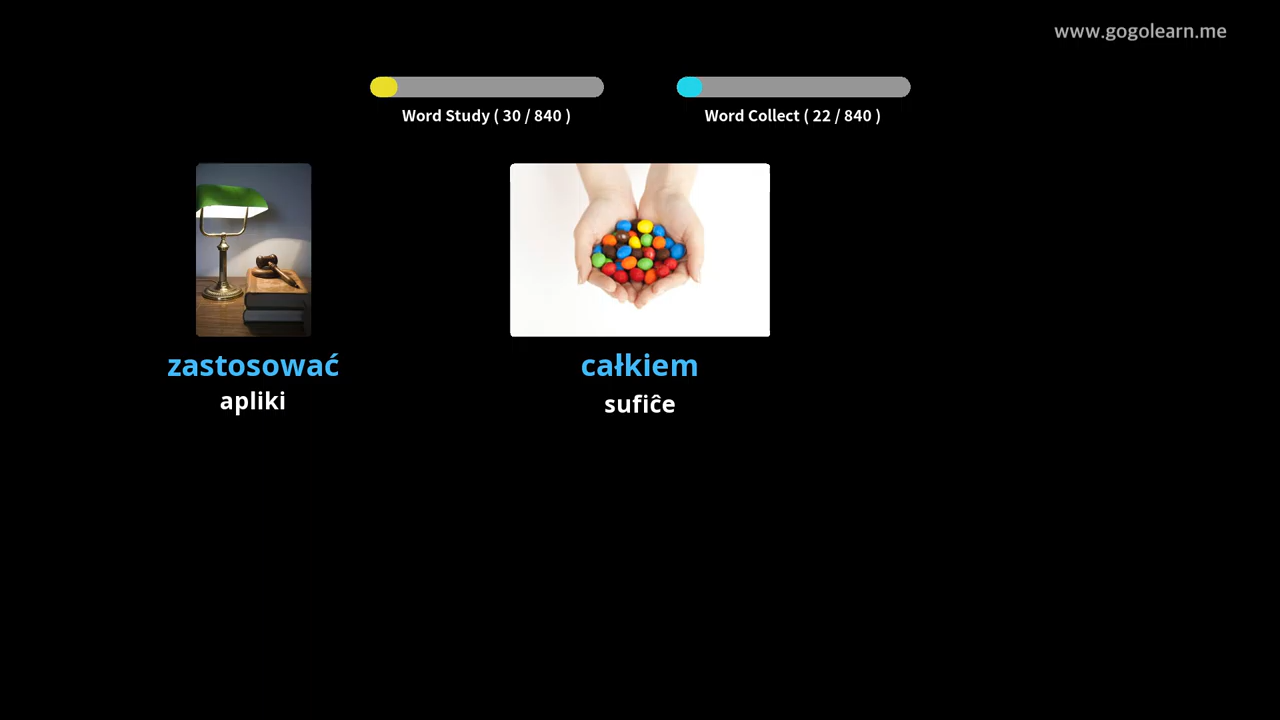 www.gogolearn.me
Word Study ( 30 / 840 )
Word Collect ( 22 / 840 )
zastosować
apliki
całkiem
sufiĉe